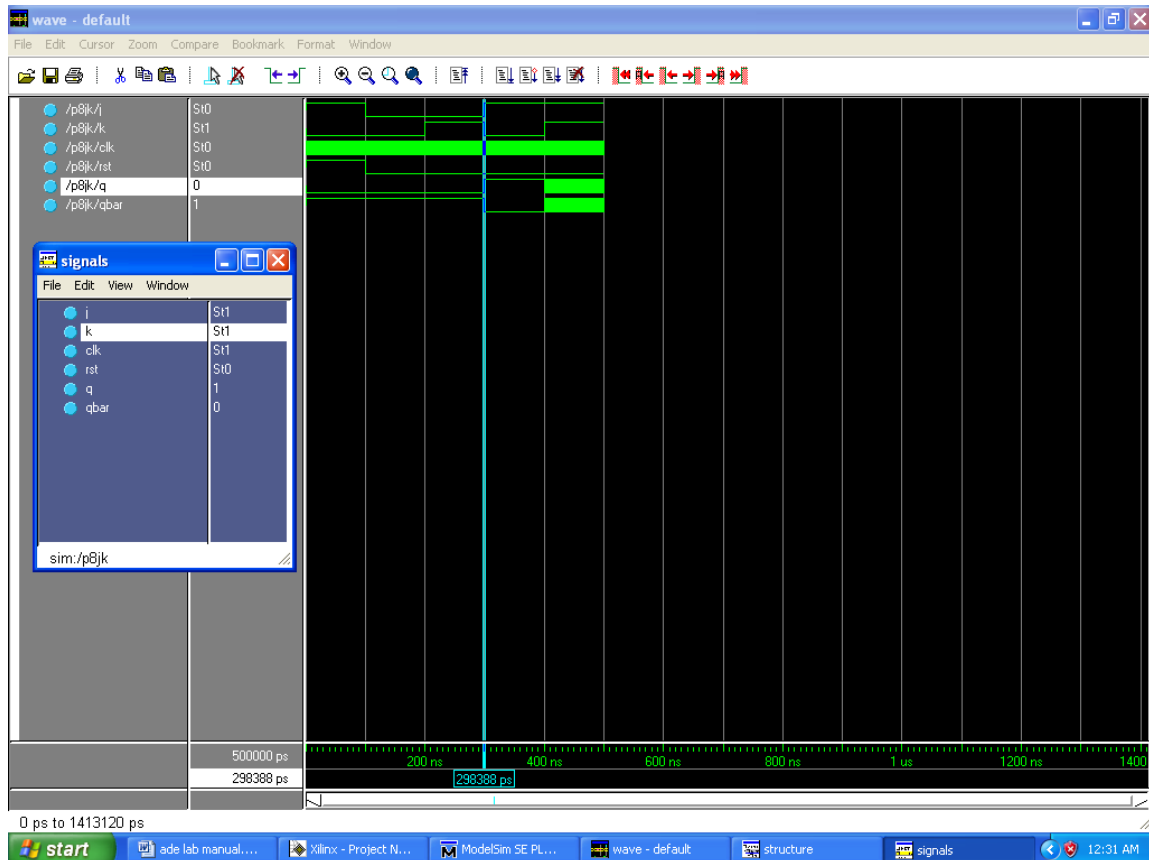 wave - default
File Edit Cursor Zoom Compare Bookmark Format Window
/p8jk/j St0
/p8jk/k St1
/p8jk/clk St0
/p8jk/rst St0
/p8jk/q 0
/p8jk/qbar 1
signals
File Edit View Window
j St1
k St1
clk St1
rst St0
q 1
qbar 0
sim:/p8jk
500000 ps
200 ns 400 ns 600 ns 800 ns 1 us 1200 ns 1400
298388 ps
298388 ps
0 ps to 1413120 ps
start ade lab manual.... Xilinx - Project N... ModelSim SE PL... wave - default structure signals 12:31 AM